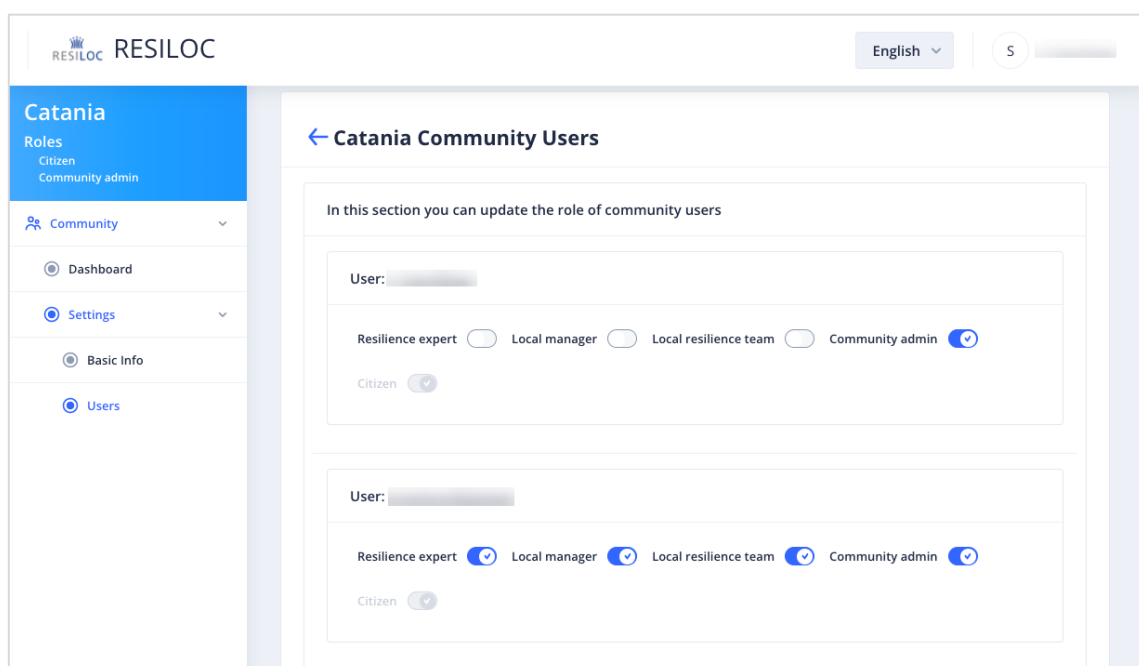 RESILOC RESILOC English S
Catania
Roles
Citizen
Community admin
Community
Dashboard
Settings
Basic Info
Users
Catania Community Users
In this section you can update the role of community users
User:
Resilience expert Local manager Local resilience team Community admin
Citizen
User:
Resilience expert Local manager Local resilience team Community admin
Citizen